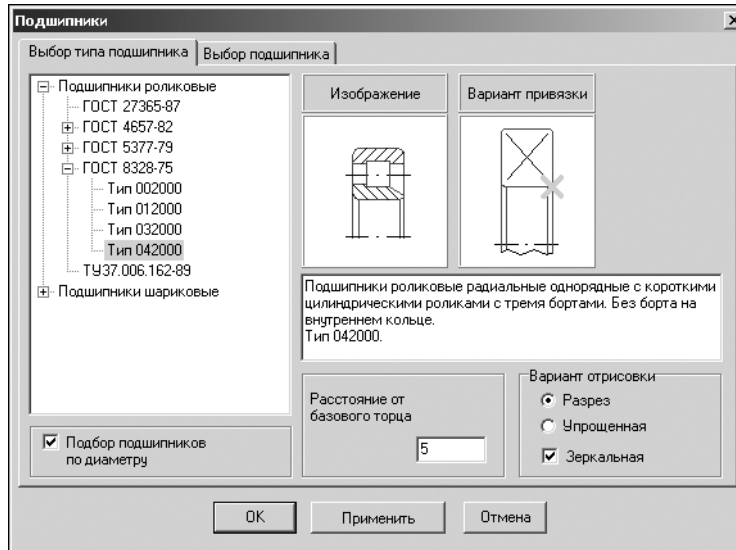 Подшипники
Выбор типа подшипника
Выбор подшипника
Подшипники роликовые
ГОСТ 27365-87
ГОСТ 4657-82
ГОСТ 5377-79
ГОСТ 8328-75
Тип 002000
Тип 012000
Тип 032000
Тип 042000
ТУ37.006.162-89
Подшипники шариковые
Подбор подшипников
по диаметру
Изображение
Вариант привязки
Подшипники роликовые радиальные однорядные с короткими
цилиндрическими роликами с тремя бортами. Без борта на
внутреннем кольце.
Тип 042000.
Расстояние от
базового торца
5
Вариант отрисовки
Разрез
Упрощенная
Зеркальная
OK
Применить
Отмена